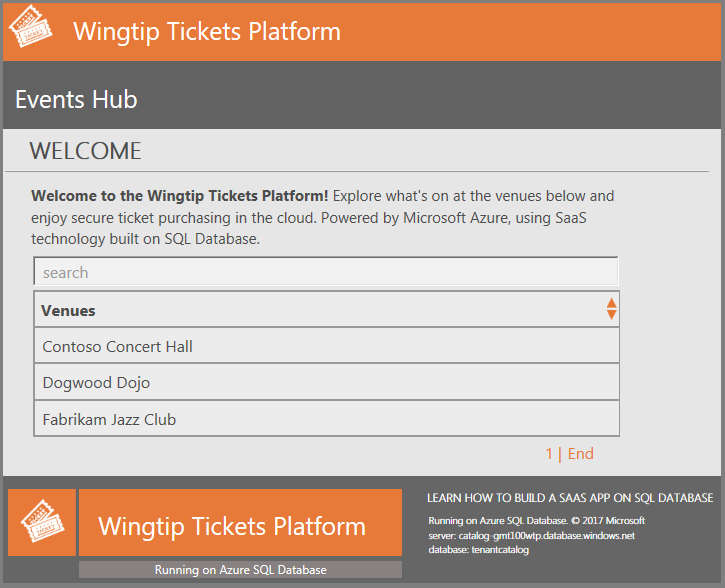 Wingtip Tickets Platform
Events Hub
WELCOME
Welcome to the Wingtip Tickets Platform! Explore what's on at the venues below and
enjoy secure ticket purchasing in the cloud. Powered by Microsoft Azure, using SaaS
technology built on SQL Database.
search
Venues
Contoso Concert Hall
Dogwood Dojo
Fabrikam Jazz Club
1 | End
Wingtip Tickets Platform
Running on Azure SQL Database
LEARN HOW TO BUILD A SAAS APP ON SQL DATABASE
Running on Azure SQL Database. © 2017 Microsoft
server: catalog-gmt100wtp.database.windows.net
database: tenantcatalog